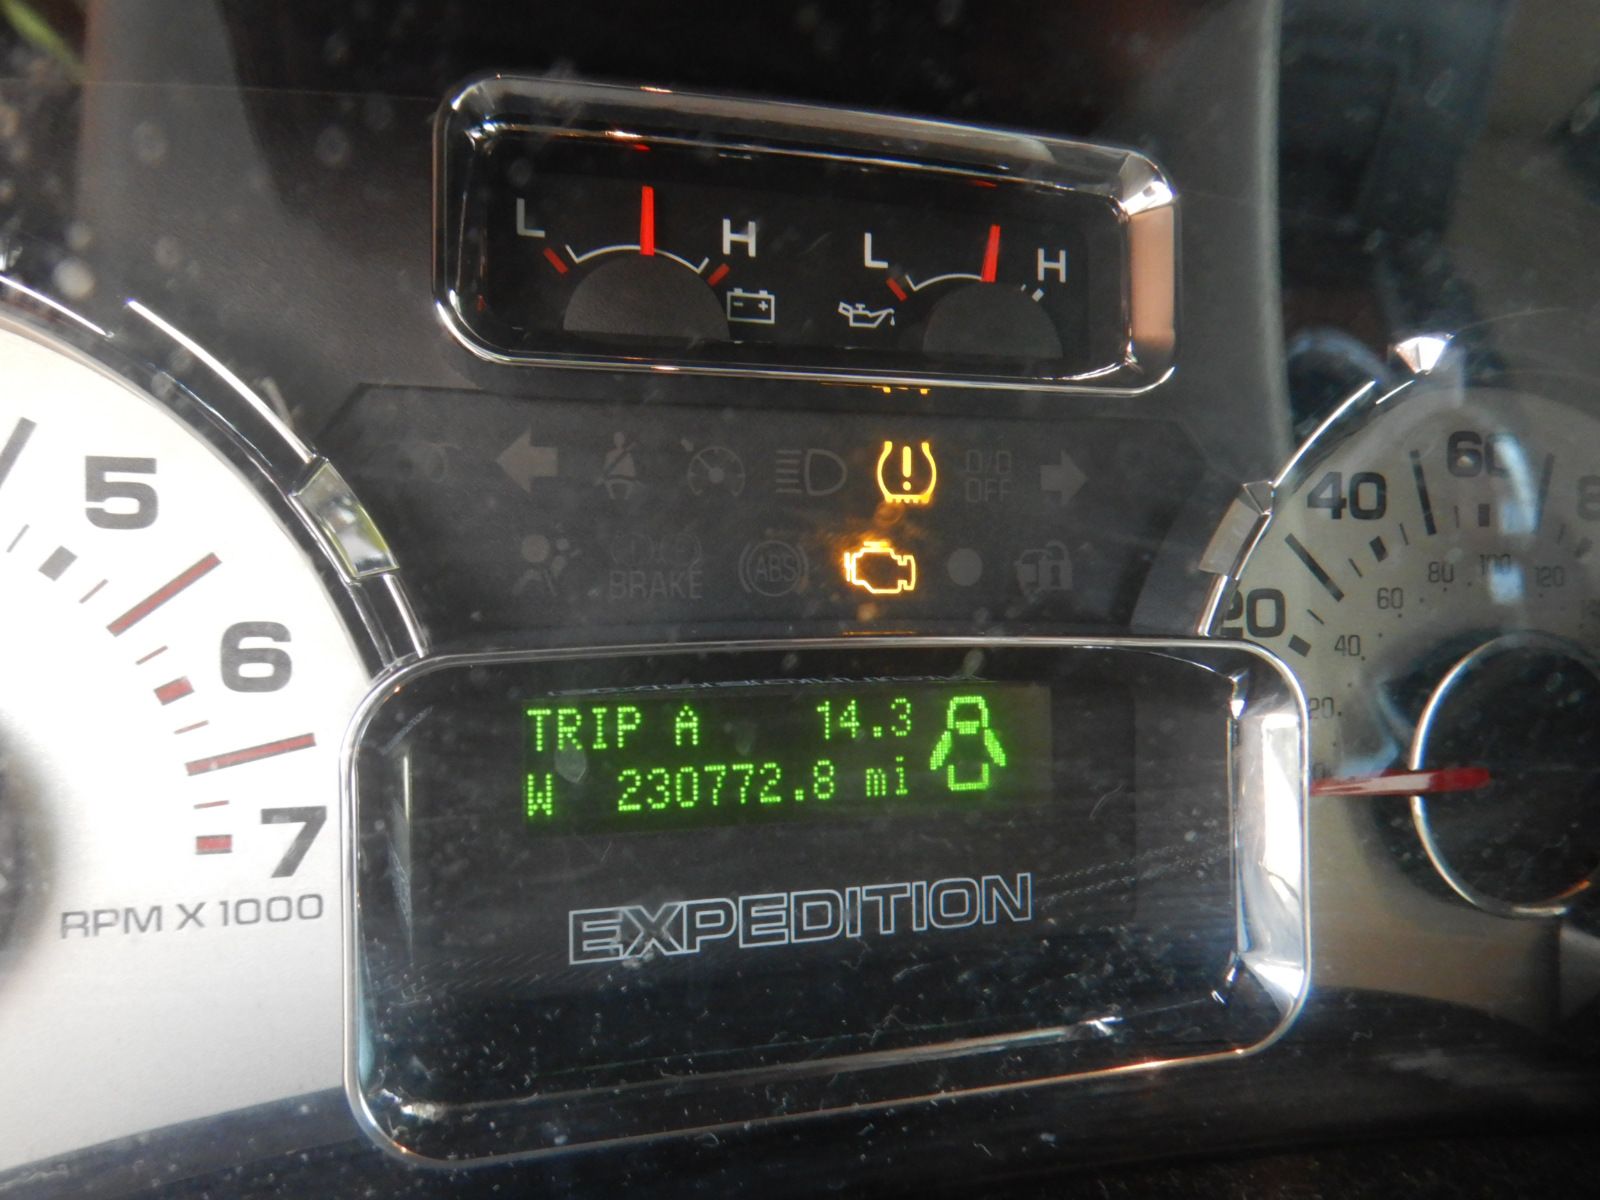 L H L H
5
6
7
RPM X 1000
O/D
OFF
BRAKE
ABS
20
40
60
20
40
60
80
100
120
TRIP A 14.3
W 230772.8 mi
EXPEDITION